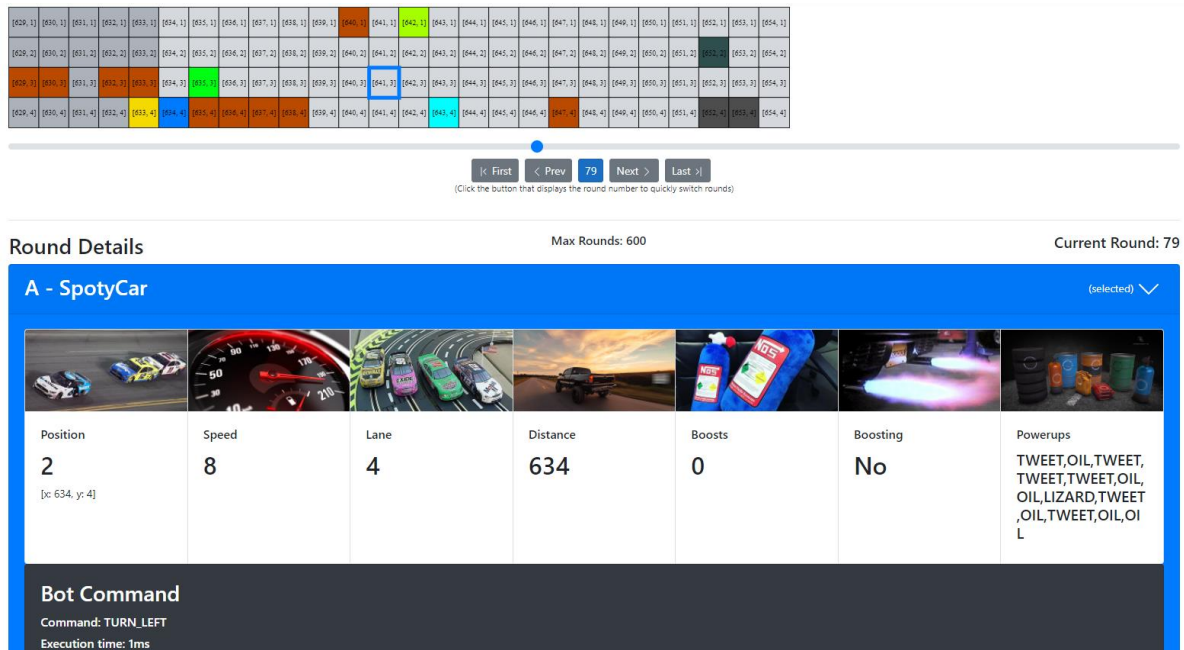 [629, 1] [630, 1] [631, 1] [632, 1] [633, 1] [634, 1] [635, 1] [636, 1] [637, 1] [638, 1] [639, 1] [640, 1] [641, 1] [642, 1] [643, 1] [644, 1] [645, 1] [646, 1] [647, 1] [648, 1] [649, 1] [650, 1] [651, 1] [652, 1] [653, 1] [654, 1]
[629, 2] [630, 2] [631, 2] [632, 2] [633, 2] [634, 2] [635, 2] [636, 2] [637, 2] [638, 2] [639, 2] [640, 2] [641, 2] [642, 2] [643, 2] [644, 2] [645, 2] [646, 2] [647, 2] [648, 2] [649, 2] [650, 2] [651, 2] [652, 2] [653, 2] [654, 2]
[629, 3] [630, 3] [631, 3] [632, 3] [633, 3] [634, 3] [635, 3] [636, 3] [637, 3] [638, 3] [639, 3] [640, 3] [641, 3] [642, 3] [643, 3] [644, 3] [645, 3] [646, 3] [647, 3] [648, 3] [649, 3] [650, 3] [651, 3] [652, 3] [653, 3] [654, 3]
[629, 4] [630, 4] [631, 4] [632, 4] [633, 4] [634, 4] [635, 4] [636, 4] [637, 4] [638, 4] [639, 4] [640, 4] [641, 4] [642, 4] [643, 4] [644, 4] [645, 4] [646, 4] [647, 4] [648, 4] [649, 4] [650, 4] [651, 4] [652, 4] [653, 4] [654, 4]
|< First < Prev 79 Next > Last >|
(Click the button that displays the round number to quickly switch rounds)
Round Details Max Rounds: 600 Current Round: 79
A - SpotyCar (selected)
Position Speed Lane Distance Boosts Boosting Powerups
2 8 4 634 0 No TWEET,OIL,TWEET,
TWEET,TWEET,OIL,
[x: 634, y: 4] OIL,LIZARD,TWEET
,OIL,TWEET,OIL,OI
L
Bot Command
Command: TURN_LEFT
Execution time: 1ms